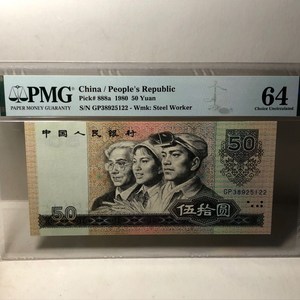 PMG
PAPER MONEY GUARANTY
China / People's Republic
Pick# 888a 1980 50 Yuan
S/N GP38925122 - Wmk: Steel Worker
64
Choice Uncirculated
中国人民银行
50
GP38925122
50
伍拾圆